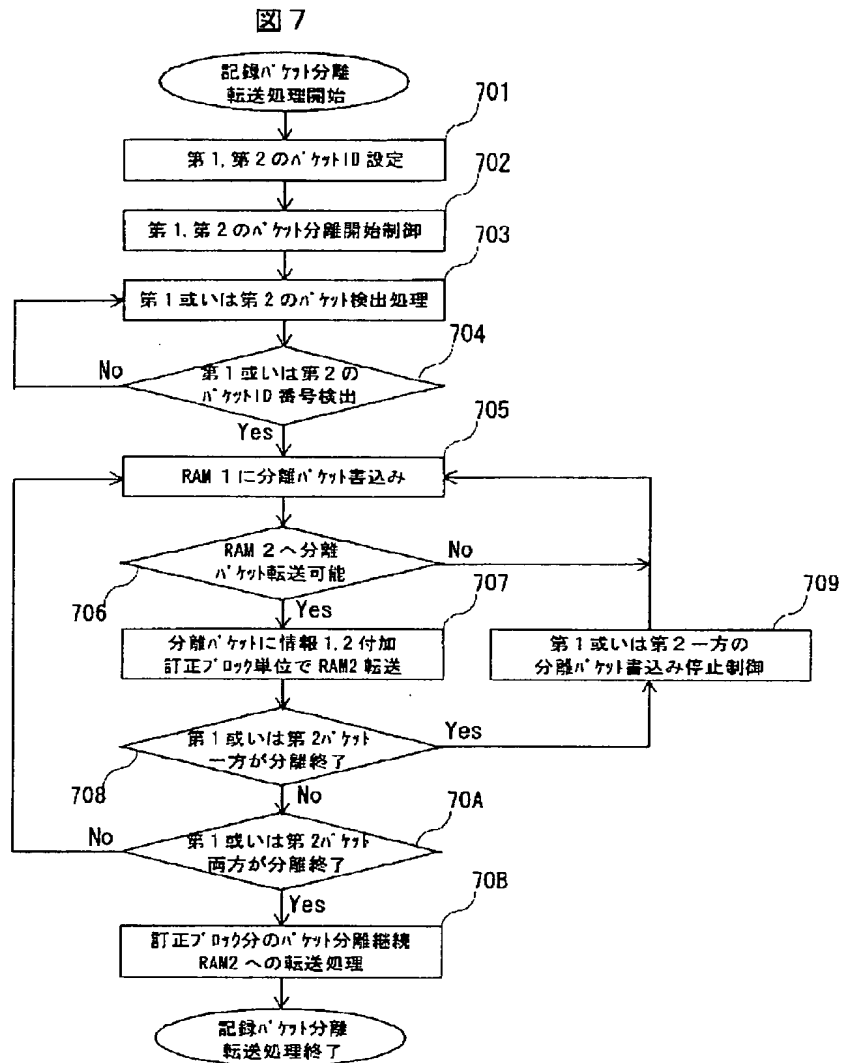 図7
記録パケット分離
転送処理開始
701
第1,第2のパケットID設定
702
第1,第2のパケット分離開始制御
703
第1或いは第2のパケット検出処理
704
No
第1或いは第2の
パケットID番号検出
Yes
705
RAM1に分離パケット書込み
RAM2へ分離
パケット転送可能
No
706
Yes
707
709
分離パケットに情報1,2付加
訂正ブロック単位でRAM2転送
第1或いは第2一方の
分離パケット書込み停止制御
第1或いは第2パケット
一方が分離終了
Yes
708
No
70A
No
第1或いは第2パケット
両方が分離終了
Yes
70B
訂正ブロック分のパケット分離継続
RAM2への転送処理
記録パケット分離
転送処理終了